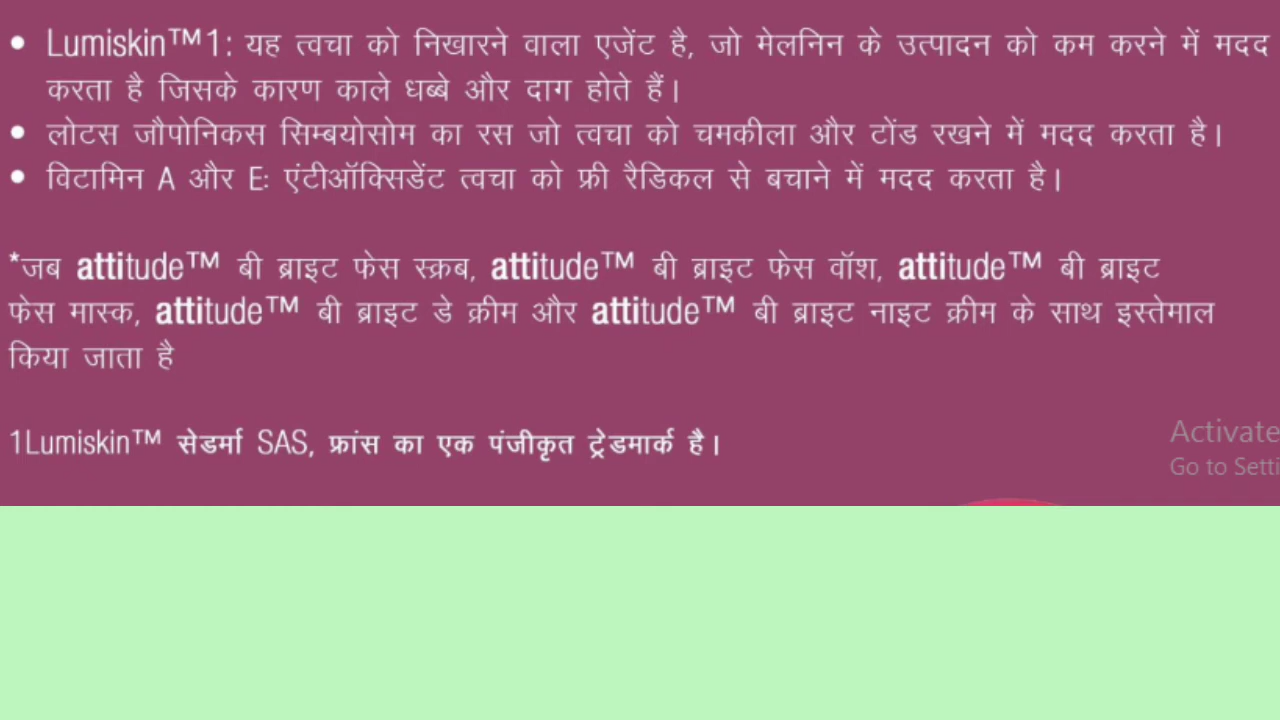 • Lumiskin™1: यह त्वचा को निखारने वाला एजेंट है, जो मेलनिन के उत्पादन को कम करने में मदद
करता है जिसके कारण काले धब्बे और दाग होते हैं।
• लोटस जौपोनिकस सिम्बयोसोम का रस जो त्वचा को चमकीला और टोंड रखने में मदद करता है।
• विटामिन A और E: एंटीऑक्सिडेंट त्वचा को फ्री रैडिकल से बचाने में मदद करता है।
*जब attitude™ बी ब्राइट फेस स्क्रब, attitude™ बी ब्राइट फेस वॉश, attitude™ बी ब्राइट
फेस मास्क, attitude™ बी ब्राइट डे क्रीम और attitude™ बी ब्राइट नाइट क्रीम के साथ इस्तेमाल
किया जाता है
1Lumiskin™ सेडर्मा SAS, फ्रांस का एक पंजीकृत ट्रेडमार्क है।
Activate
Go to Setti